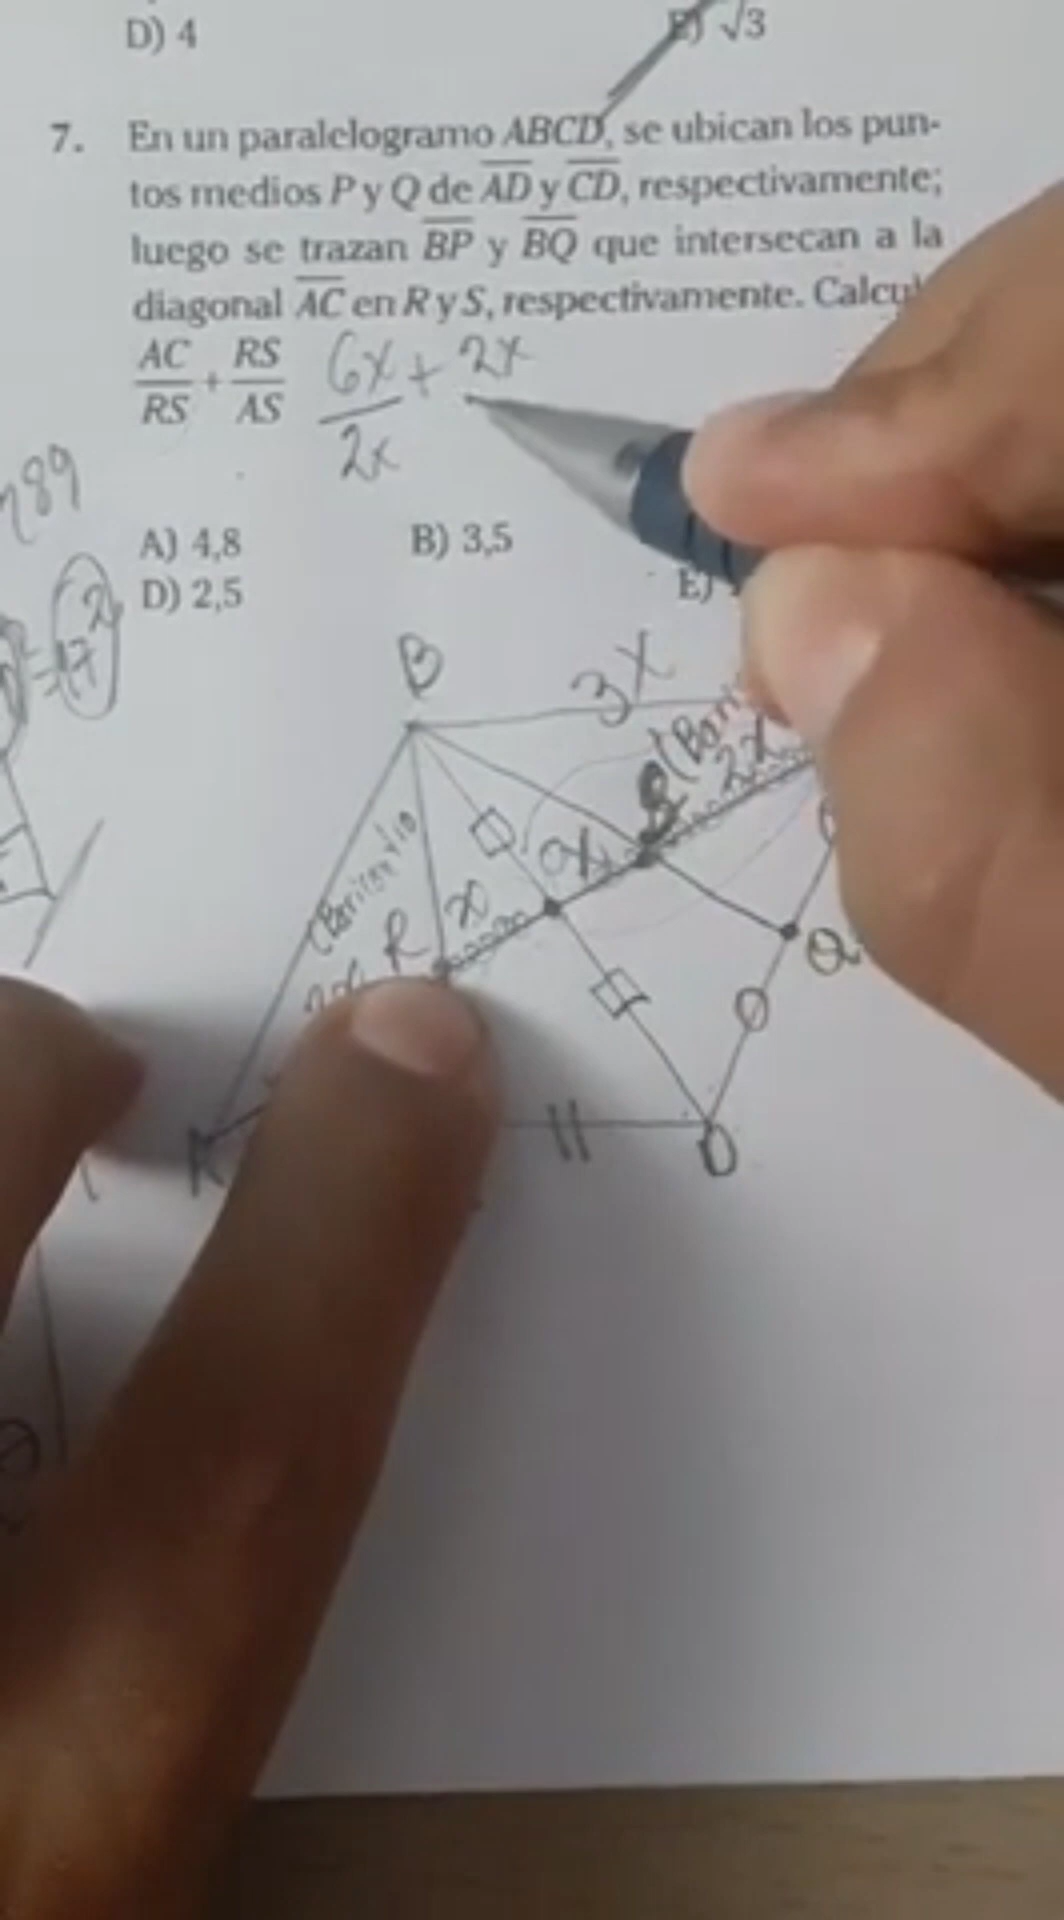 D) 4
E) √3
7. En un paralelogramo ABCD, se ubican los pun-
tos medios P y Q de AD y CD, respectivamente;
luego se trazan BP y BQ que intersecan a la
diagonal AC en R y S, respectivamente.
AC/RS + RS/AS 6x/2x + 2x
89
A) 4,8 B) 3,5
D) 2,5 E)
B
3x
2x
x
R x
Q
A
D